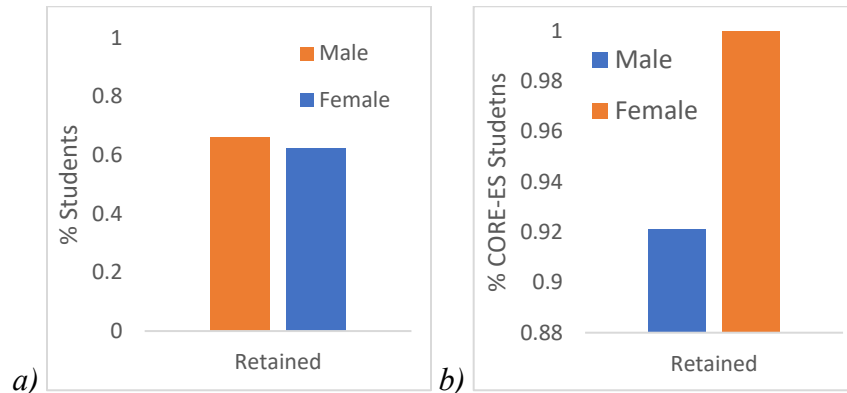 1
0.8
0.6
0.4
0.2
0
% Students
Male
Female
Retained
a)
1
0.98
0.96
0.94
0.92
0.9
0.88
% CORE-ES Studetns
Male
Female
Retained
b)